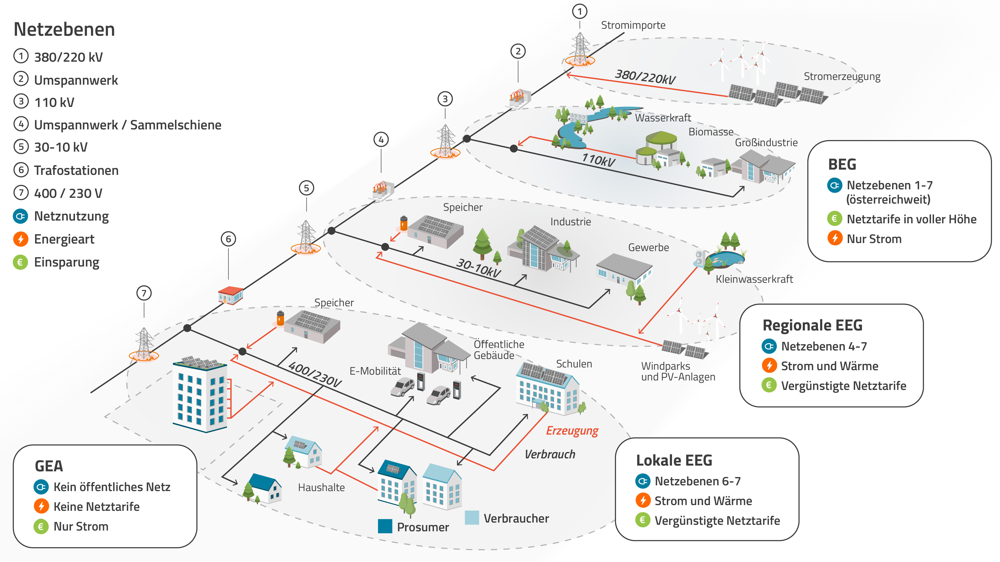 Netzebenen
1 380/220 kV
2 Umspannwerk
3 110 kV
4 Umspannwerk / Sammelschiene
5 30-10 kV
6 Trafostationen
7 400 / 230 V
Netznutzung
Energieart
€ Einsparung
1
Stromimporte
2
380/220kV
Stromerzeugung
3
Wasserkraft
Biomasse
Großindustrie
110kV
4
BEG
Netzebenen 1-7
(österreichweit)
€ Netztarife in voller Höhe
Nur Strom
5
Speicher
Industrie
Gewerbe
30-10kV
Kleinwasserkraft
6
7
Speicher
Öffentliche
Gebäude
E-Mobilität
Schulen
400/230V
Windparks
und PV-Anlagen
Regionale EEG
Netzebenen 4-7
Strom und Wärme
€ Vergünstigte Netztarife
Erzeugung
Verbrauch
Haushalte
Prosumer
Verbraucher
GEA
Kein öffentliches Netz
Keine Netztarife
€ Nur Strom
Lokale EEG
Netzebenen 6-7
Strom und Wärme
€ Vergünstigte Netztarife